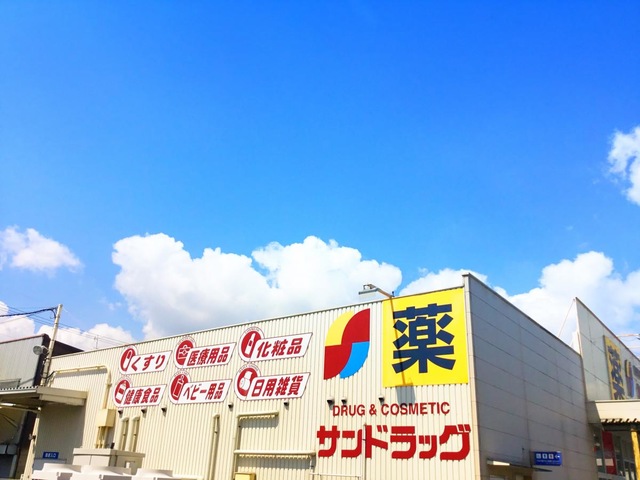 くすり
医療用品
化粧品
健康食品
ベビー用品
日用雑貨
薬
DRUG & COSMETIC
サンドラッグ
薬